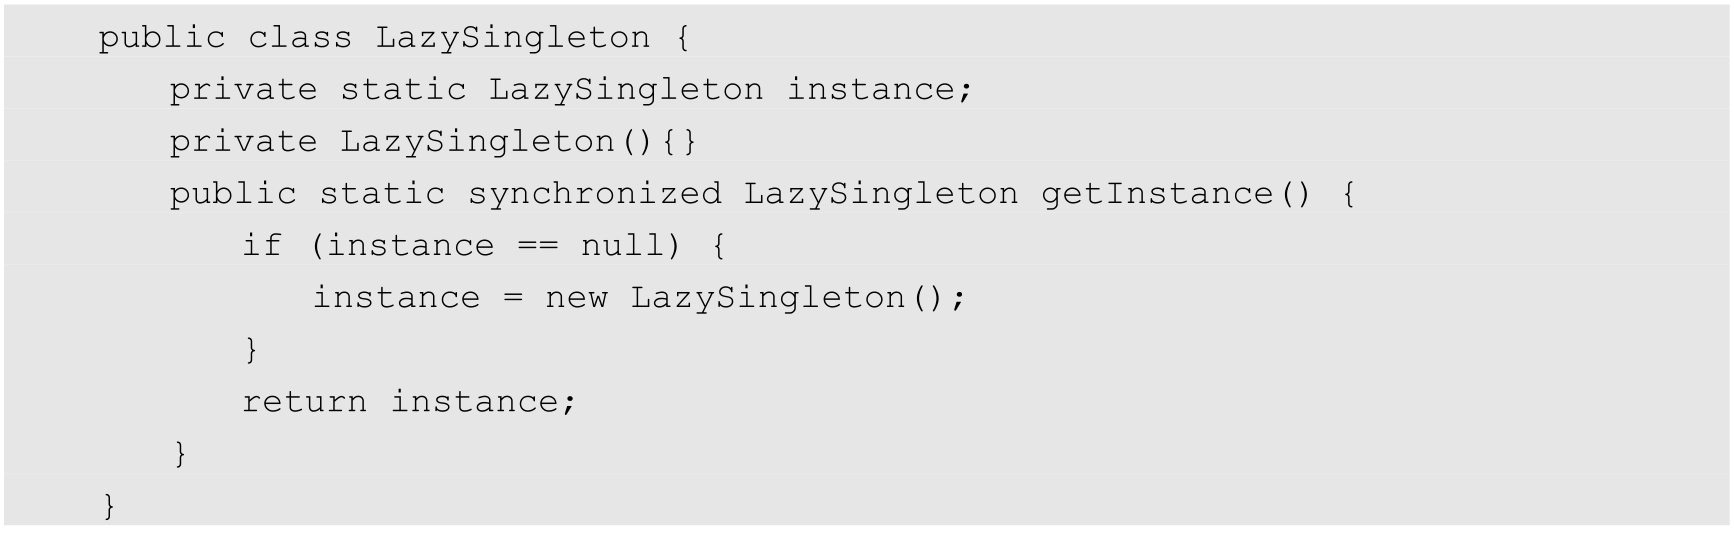 public class LazySingleton {
private static LazySingleton instance;
private LazySingleton(){}
public static synchronized LazySingleton getInstance() {
if (instance == null) {
instance = new LazySingleton();
}
return instance;
}
}